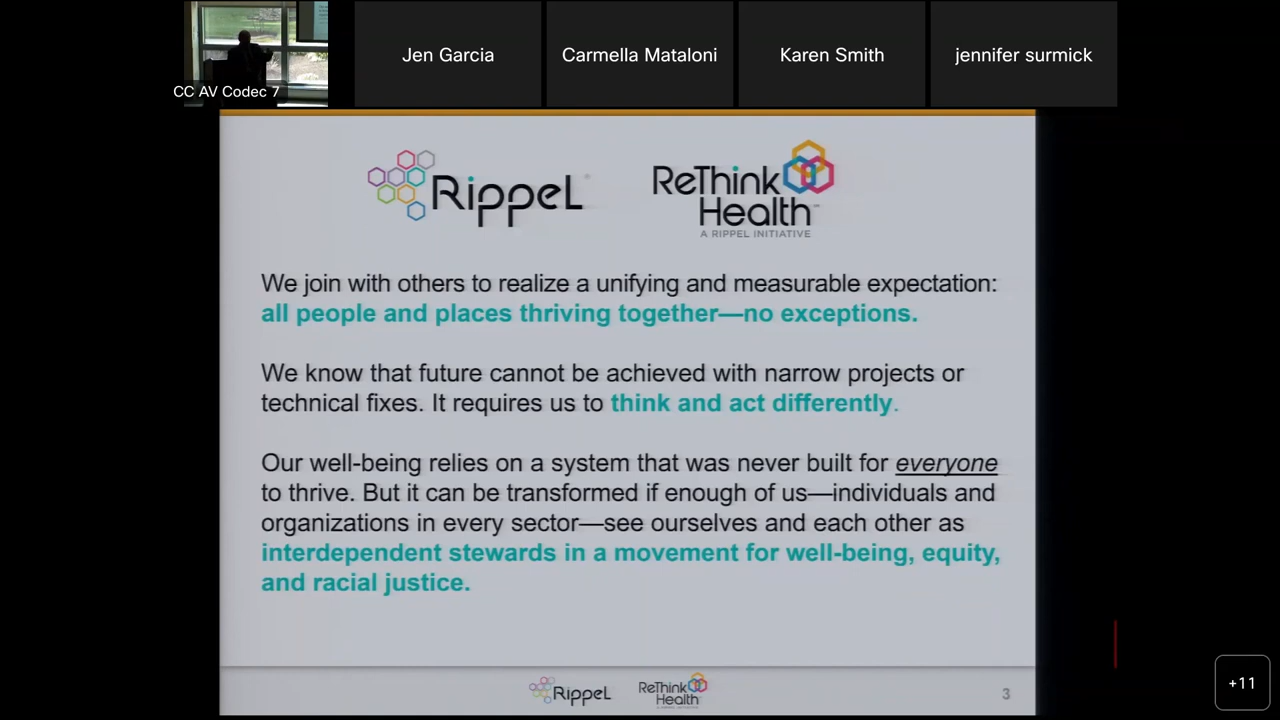 CC AV Codec 7
Jen Garcia
Carmella Mataloni
Karen Smith
jennifer surmick
Rippel
ReThink
Health
A RIPPEL INITIATIVE
We join with others to realize a unifying and measurable expectation:
all people and places thriving together—no exceptions.
We know that future cannot be achieved with narrow projects or
technical fixes. It requires us to think and act differently.
Our well-being relies on a system that was never built for everyone
to thrive. But it can be transformed if enough of us—individuals and
organizations in every sector—see ourselves and each other as
interdependent stewards in a movement for well-being, equity,
and racial justice.
Rippel
ReThink
Health
3
+11